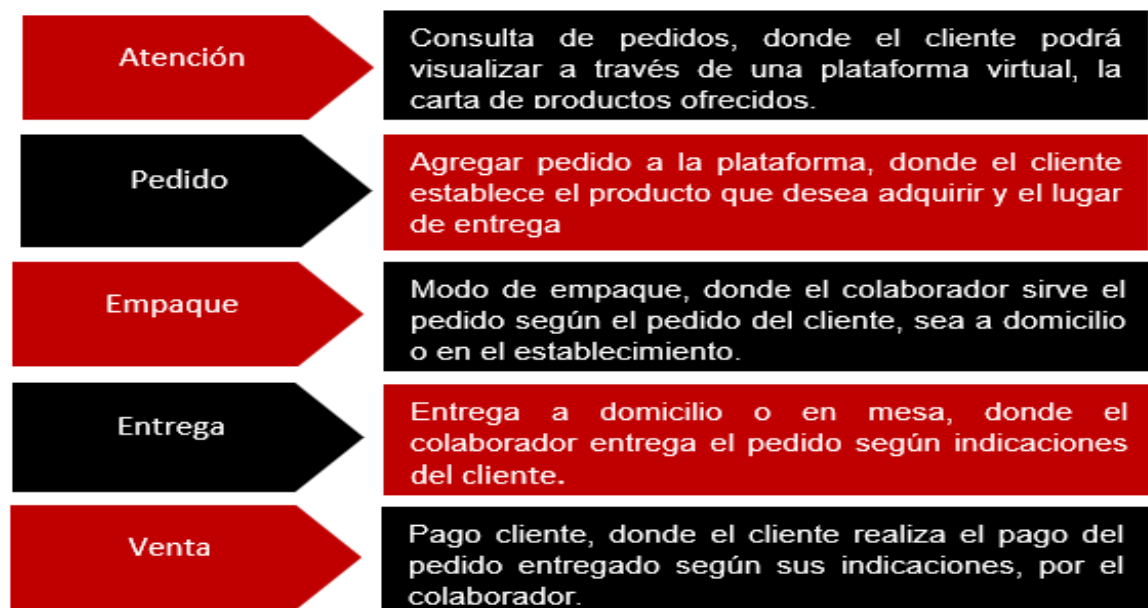 Atención
Consulta de pedidos, donde el cliente podrá
visualizar a través de una plataforma virtual, la
carta de productos ofrecidos.
Pedido
Agregar pedido a la plataforma, donde el cliente
establece el producto que desea adquirir y el lugar
de entrega
Empaque
Modo de empaque, donde el colaborador sirve el
pedido según el pedido del cliente, sea a domicilio
o en el establecimiento.
Entrega
Entrega a domicilio o en mesa, donde el
colaborador entrega el pedido según indicaciones
del cliente.
Venta
Pago cliente, donde el cliente realiza el pago del
pedido entregado según sus indicaciones, por el
colaborador.